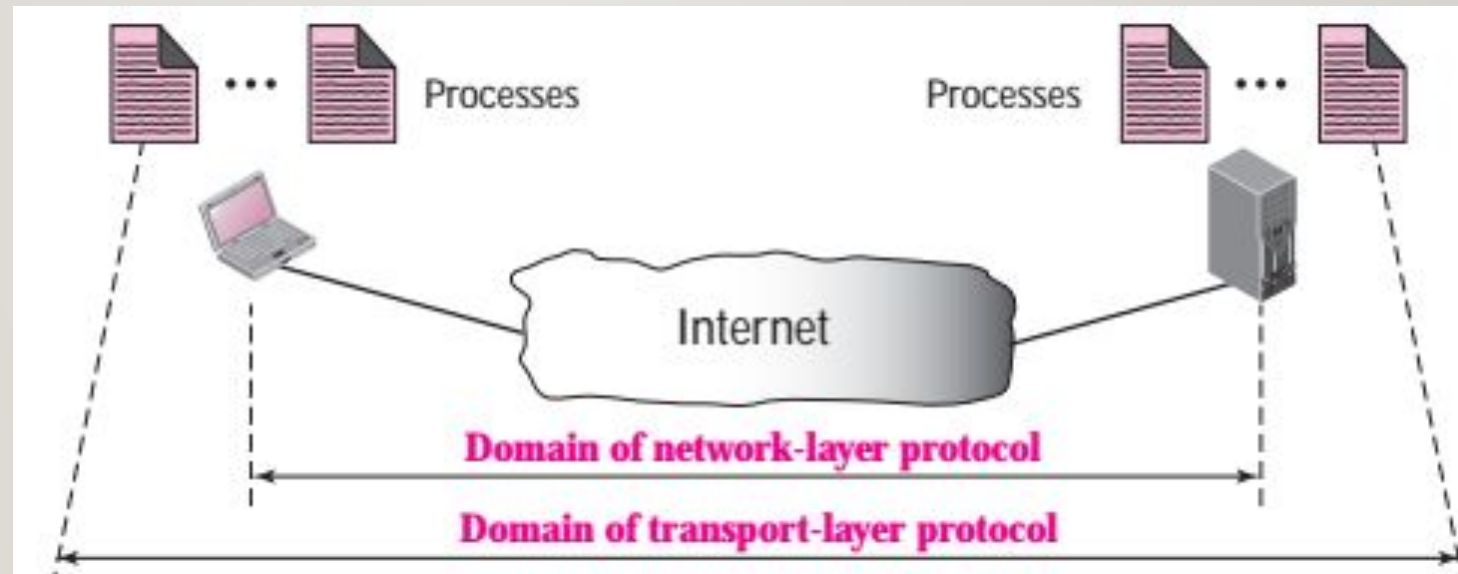 Processes
Processes
Internet
Domain of network-layer protocol
Domain of transport-layer protocol